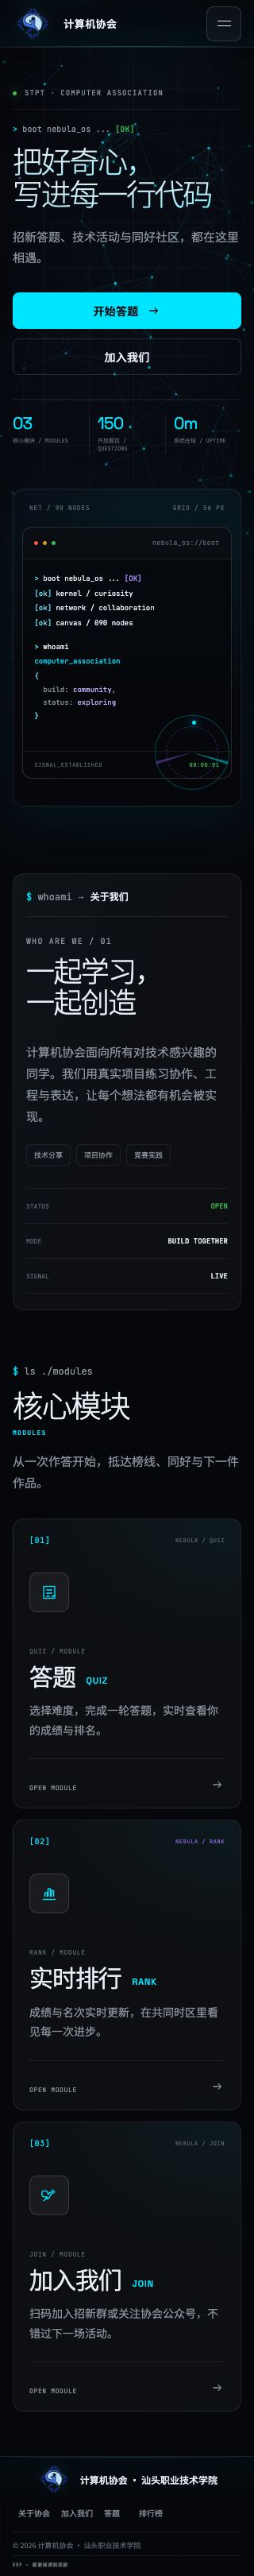 计算机协会
STPT · COMPUTER ASSOCIATION
> boot nebula_os ... [OK]
把好奇心，
写进每一行代码
招新答题、技术活动与同好社区，都在这里
相遇。
开始答题 →
加入我们
03
核心模块 / MODULES
150
开放题目 /
QUESTIONS
0m
系统在线 / UPTIME
NET / 90 NODES
GRID / 56 PX
nebula_os://boot
> boot nebula_os ... [OK]
[ok] kernel / curiosity
[ok] network / collaboration
[ok] canvas / 090 nodes
> whoami
computer_association
{
build: community,
status: exploring
}
SIGNAL_ESTABLISHED
00:00:01
$ whoami → 关于我们
WHO ARE WE / 01
一起学习，
一起创造
计算机协会面向所有对技术感兴趣的
同学。我们用真实项目练习协作、工
程与表达，让每个想法都有机会被实
现。
技术分享
项目协作
竞赛实践
STATUS
OPEN
MODE
BUILD TOGETHER
SIGNAL
LIVE
$ ls ./modules
核心模块
MODULES
从一次作答开始，抵达榜线、同好与下一件
作品。
[01]
NEBULA / QUIZ
QUIZ / MODULE
答题 QUIZ
选择难度，完成一轮答题，实时查看你
的成绩与排名。
OPEN MODULE →
[02]
NEBULA / RANK
RANK / MODULE
实时排行 RANK
成绩与名次实时更新，在共同时区里看
见每一次进步。
OPEN MODULE →
[03]
NEBULA / JOIN
JOIN / MODULE
加入我们 JOIN
扫码加入招新群或关注协会公众号，不
错过下一场活动。
OPEN MODULE →
计算机协会 · 汕头职业技术学院
关于协会 加入我们 答题 排行榜
© 2026 计算机协会 · 汕头职业技术学院